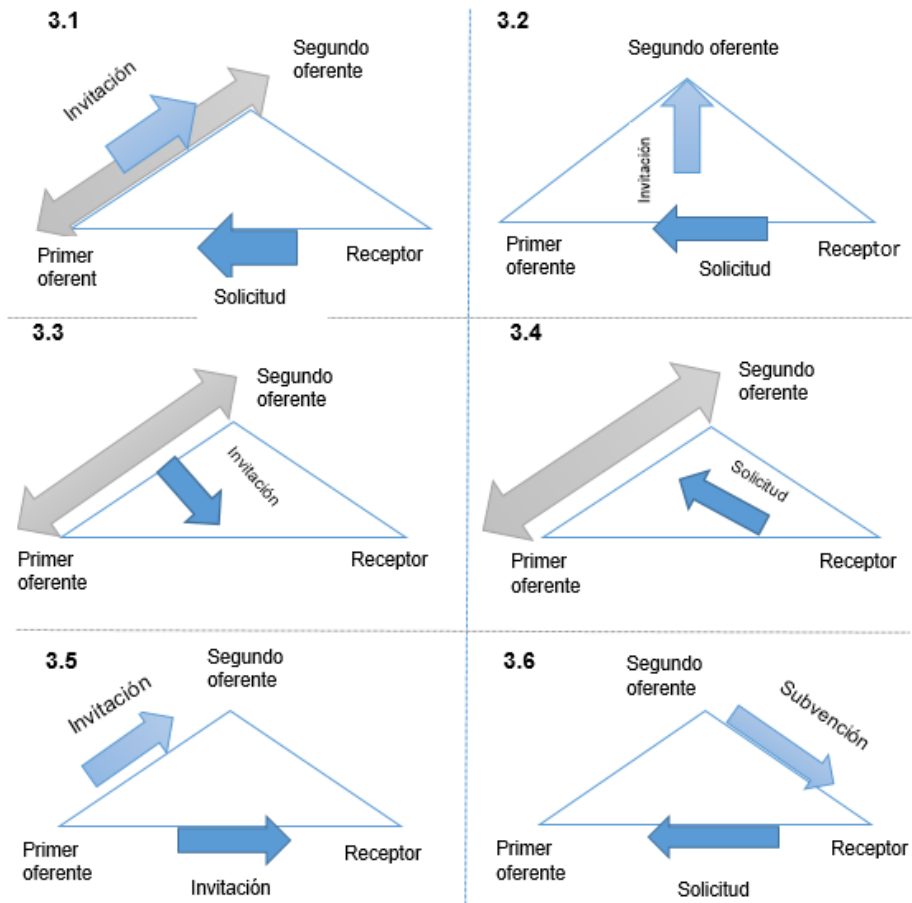 3.1
Segundo
oferente
Invitación
Primer
oferent
Receptor
Solicitud
3.2
Segundo oferente
Invitación
Primer
oferente
Receptor
Solicitud
3.3
Segundo
oferente
Invitación
Primer
oferente
Receptor
3.4
Segundo
oferente
Solicitud
Primer
oferente
Receptor
3.5
Segundo
oferente
Invitación
Primer
oferente
Receptor
Invitación
3.6
Segundo
oferente
Subvención
Primer
oferente
Receptor
Solicitud